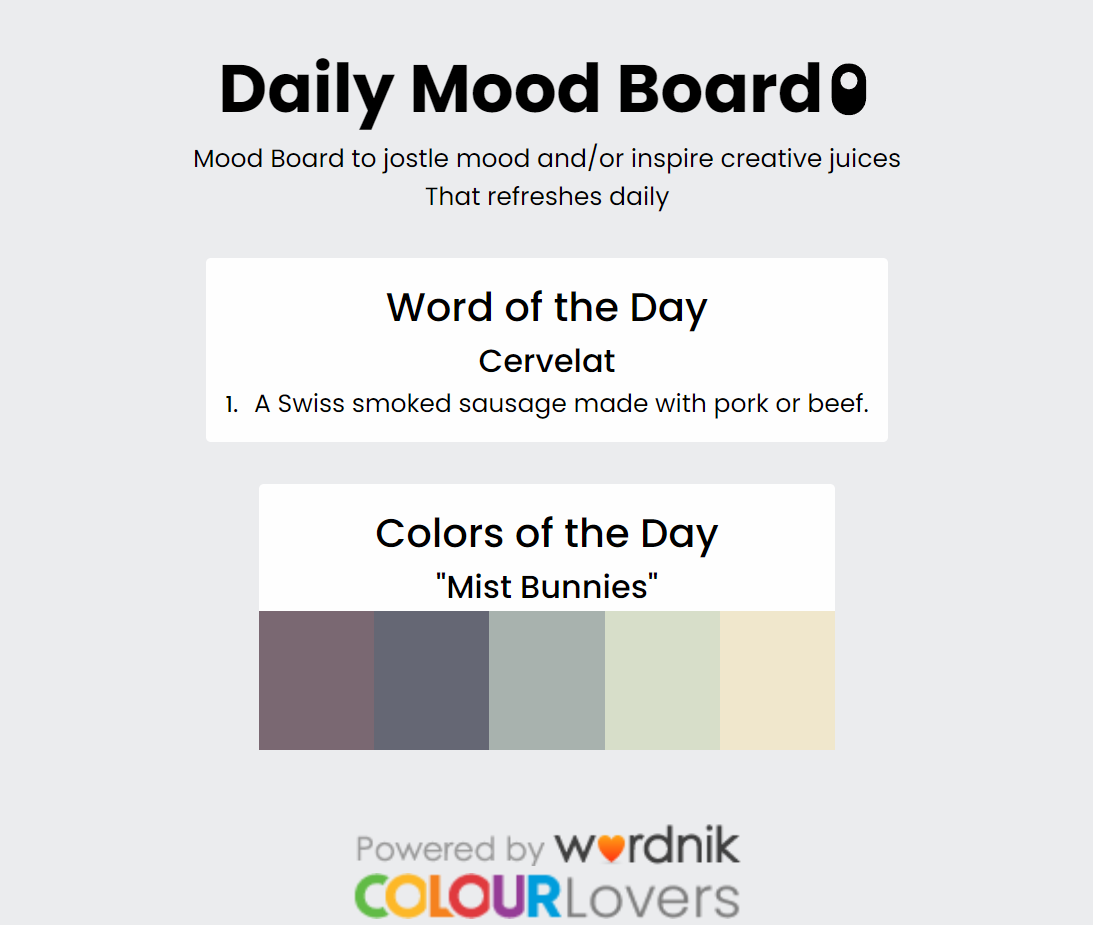 Daily Mood Board
Mood Board to jostle mood and/or inspire creative juices
That refreshes daily
Word of the Day
Cervelat
1. A Swiss smoked sausage made with pork or beef.
Colors of the Day
"Mist Bunnies"
Powered by wordnik
COLOURLovers